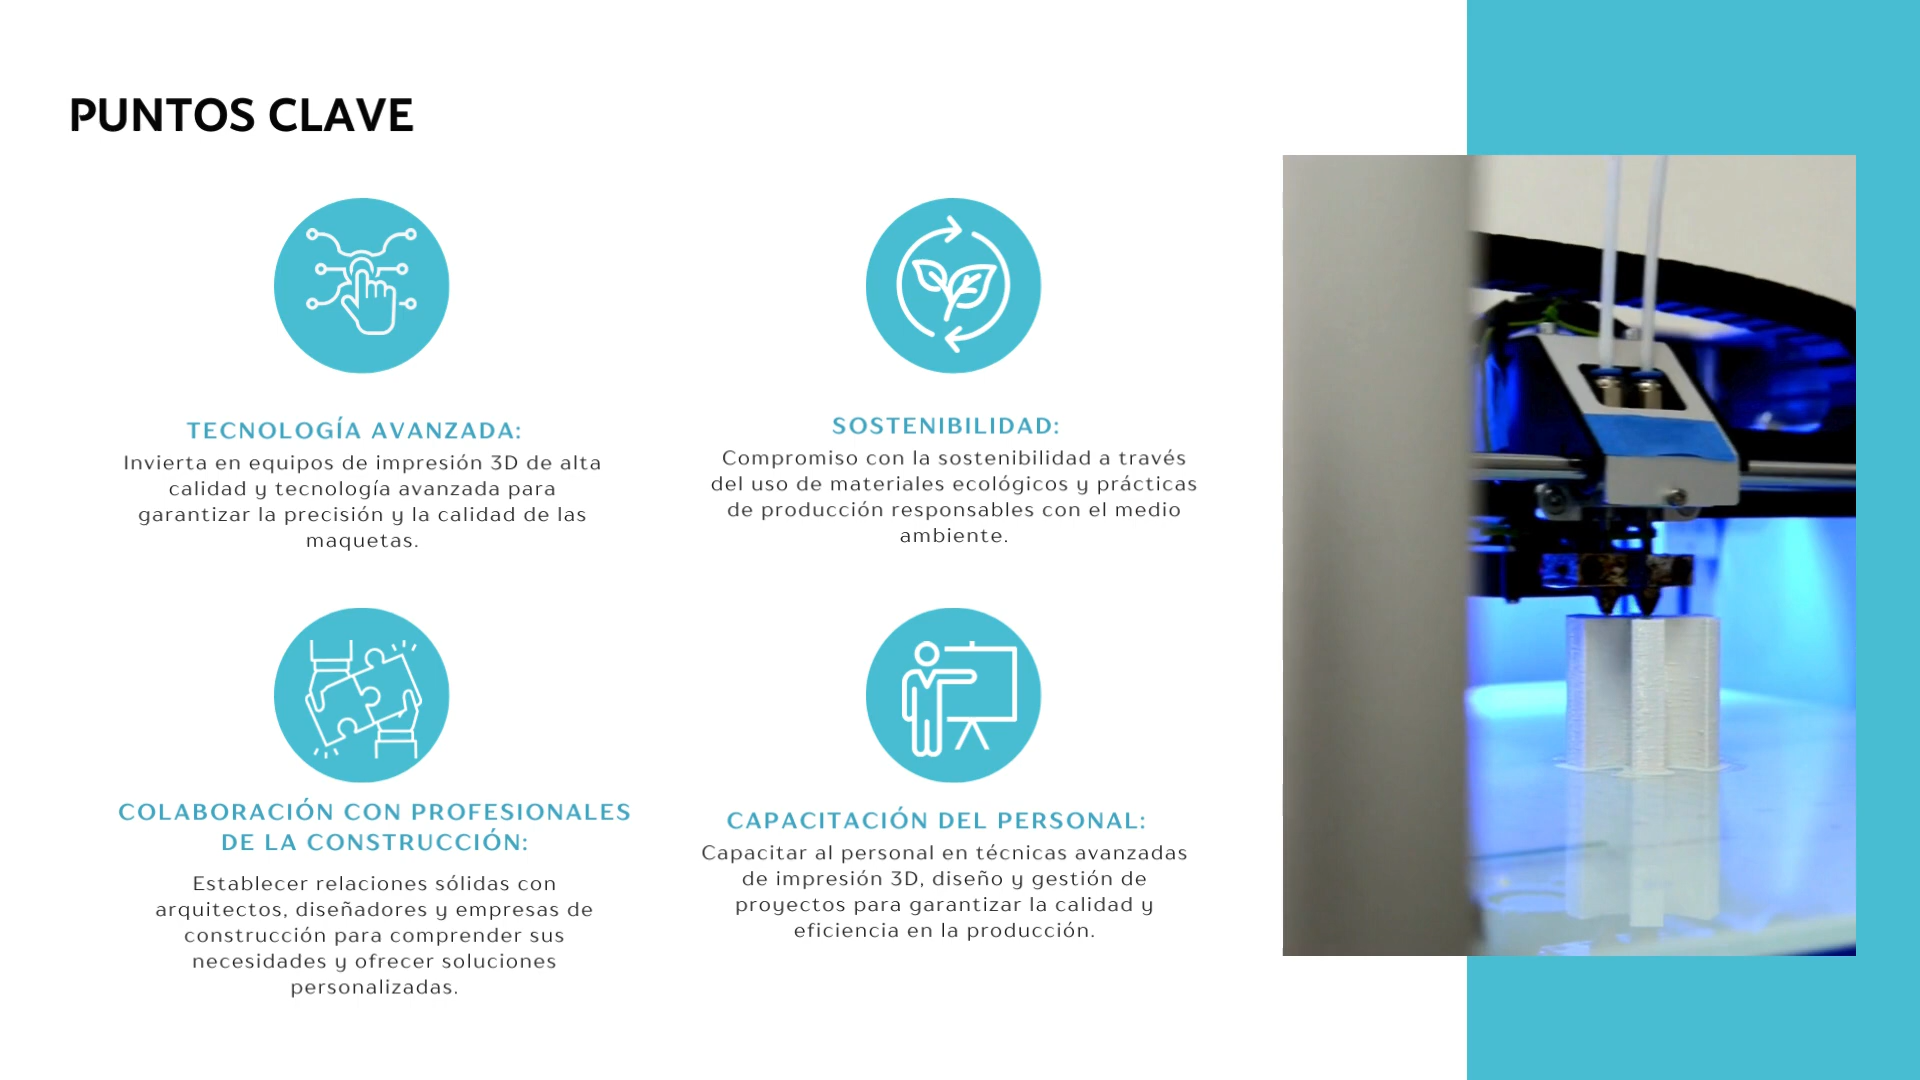 PUNTOS CLAVE
TECNOLOGÍA AVANZADA:
Invierta en equipos de impresión 3D de alta
calidad y tecnología avanzada para
garantizar la precisión y la calidad de las
maquetas.
SOSTENIBILIDAD:
Compromiso con la sostenibilidad a través
del uso de materiales ecológicos y prácticas
de producción responsables con el medio
ambiente.
COLABORACIÓN CON PROFESIONALES
DE LA CONSTRUCCIÓN:
Establecer relaciones sólidas con
arquitectos, diseñadores y empresas de
construcción para comprender sus
necesidades y ofrecer soluciones
personalizadas.
CAPACITACIÓN DEL PERSONAL:
Capacitar al personal en técnicas avanzadas
de impresión 3D, diseño y gestión de
proyectos para garantizar la calidad y
eficiencia en la producción.